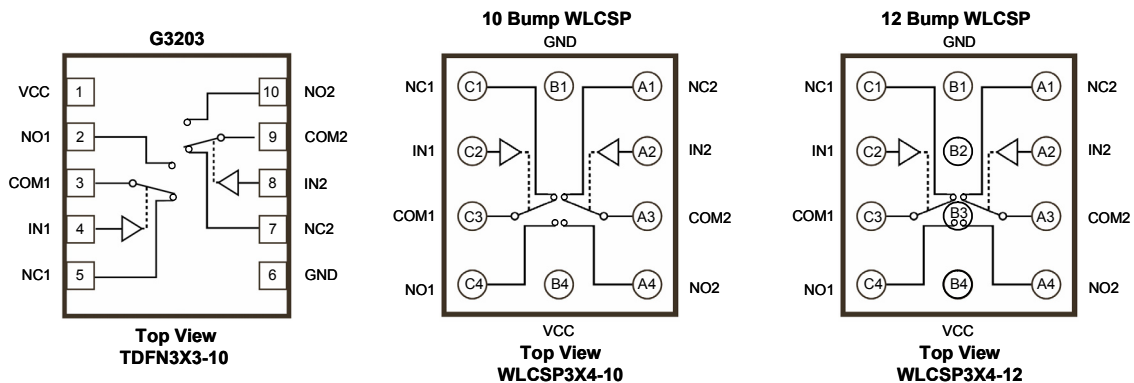 G3203
VCC 1 10 NO2
NO1 2 9 COM2
COM1 3 8 IN2
IN1 4 7 NC2
NC1 5 6 GND
Top View
TDFN3X3-10
10 Bump WLCSP
GND
NC1 C1 B1 A1 NC2
IN1 C2 A2 IN2
COM1 C3 A3 COM2
NO1 C4 B4 A4 NO2
VCC
Top View
WLCSP3X4-10
12 Bump WLCSP
GND
NC1 C1 B1 A1 NC2
IN1 C2 B2 A2 IN2
COM1 C3 B3 A3 COM2
NO1 C4 B4 A4 NO2
VCC
Top View
WLCSP3X4-12